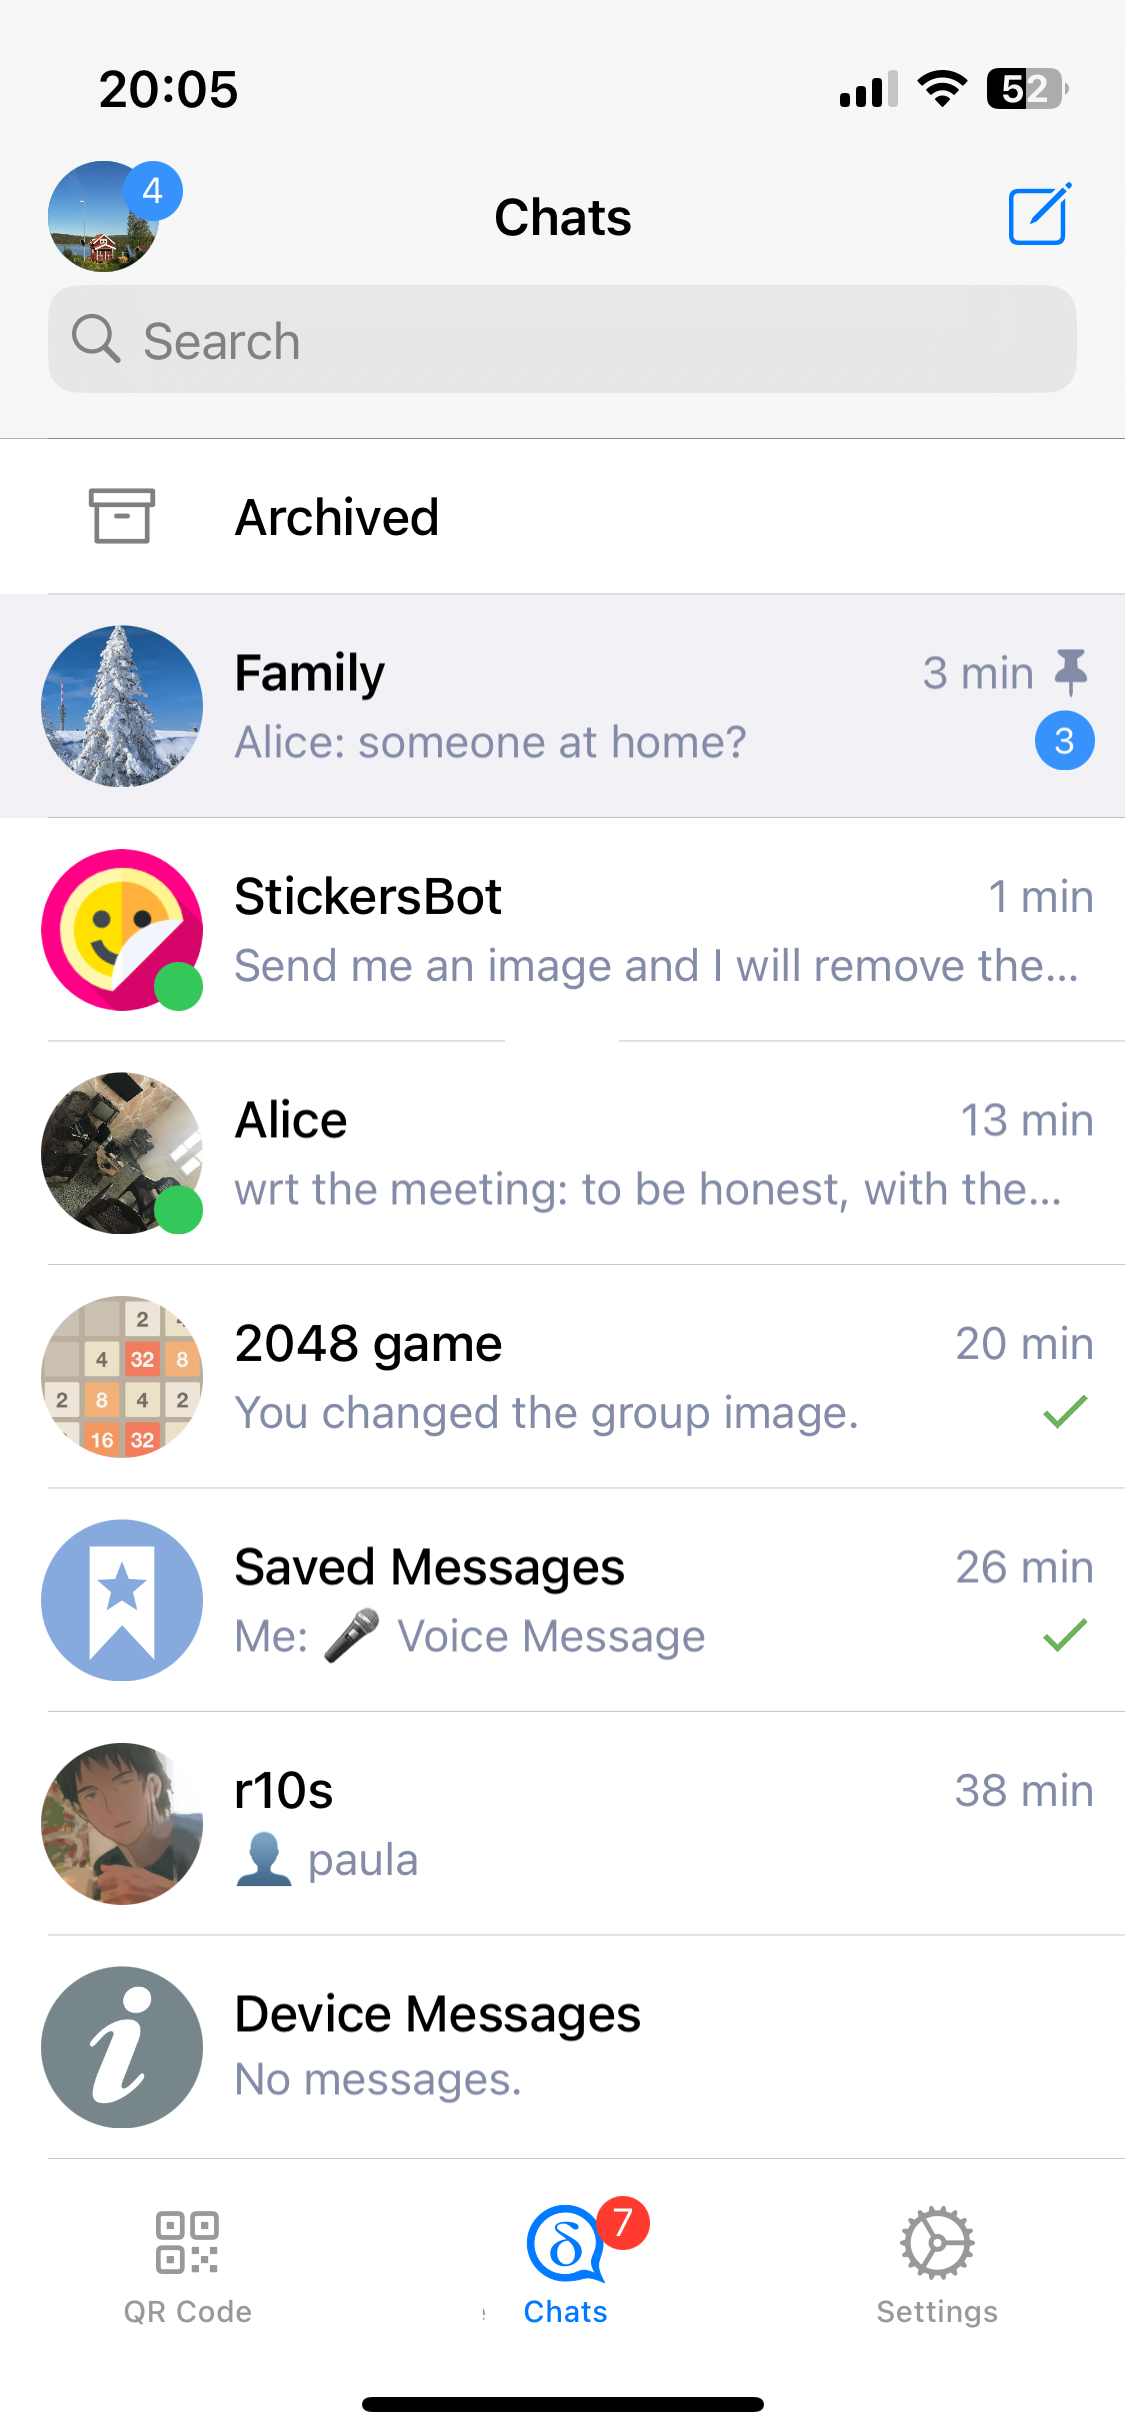 20:05
52
4
Chats
Search
Archived
Family
3 min
Alice: someone at home?
3
StickersBot
1 min
Send me an image and I will remove the...
Alice
13 min
wrt the meeting: to be honest, with the...
2
4 32 8
2 8 4 2
16 32
2048 game
20 min
You changed the group image.
Saved Messages
26 min
Me: 🎤 Voice Message
r10s
38 min
👤 paula
i
Device Messages
No messages.
δ
7
QR Code
Chats
Settings